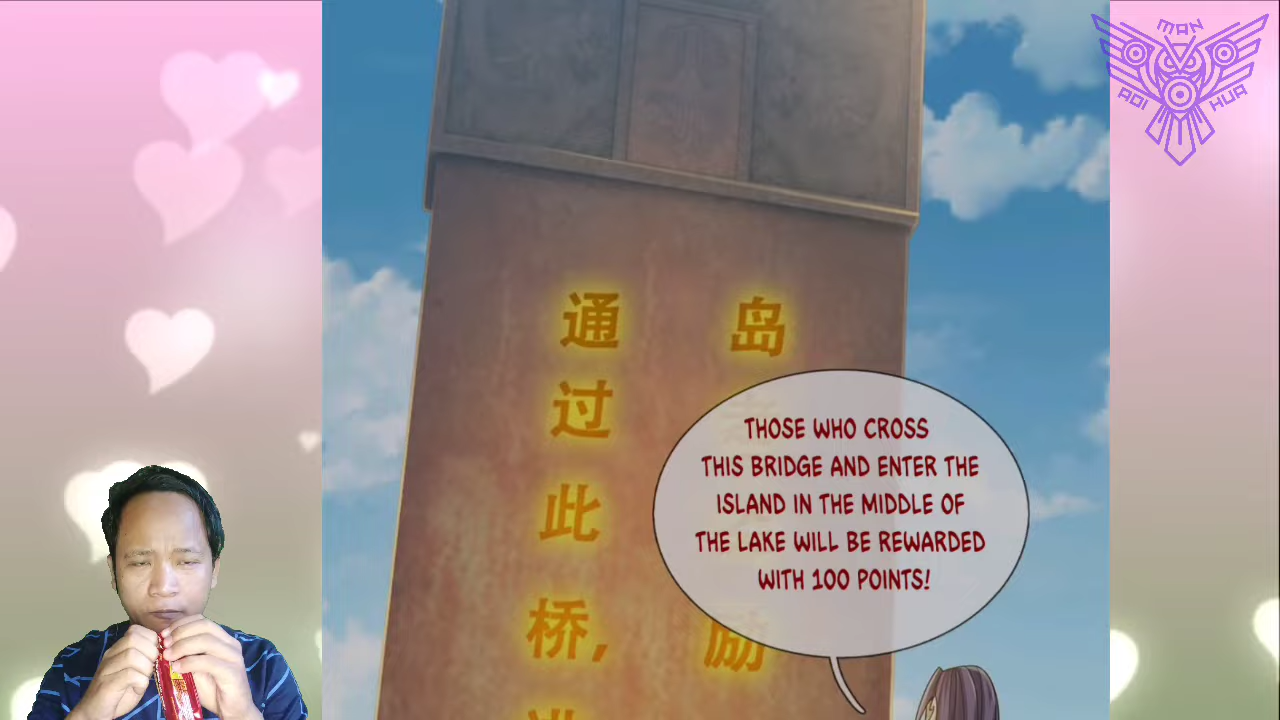 MAN
AOI HUA
通
过
此
桥,
岛
励
THOSE WHO CROSS
THIS BRIDGE AND ENTER THE
ISLAND IN THE MIDDLE OF
THE LAKE WILL BE REWARDED
WITH 100 POINTS!